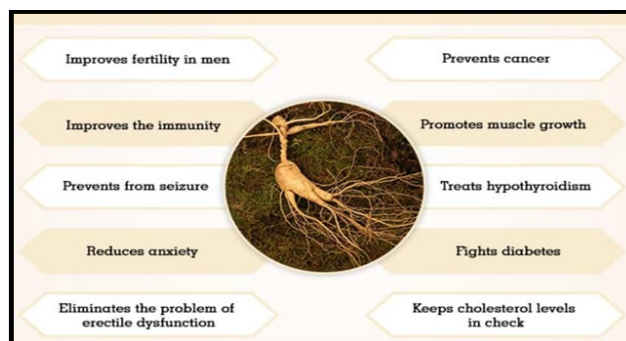 Improves fertility in men
Prevents cancer
Improves the immunity
Promotes muscle growth
Prevents from seizure
Treats hypothyroidism
Reduces anxiety
Fights diabetes
Eliminates the problem of
erectile dysfunction
Keeps cholesterol levels
in check